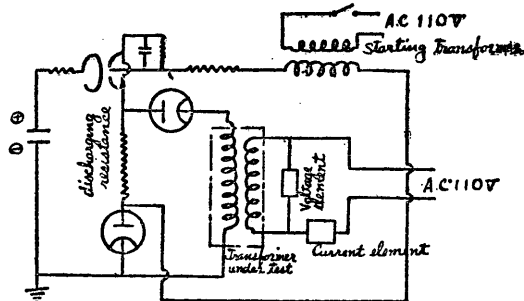 A.C 110V
Starting Transformer
⊕
⊖
discharging
resistance
Voltage
element
A.C 110V
Current element
Transformer
under test